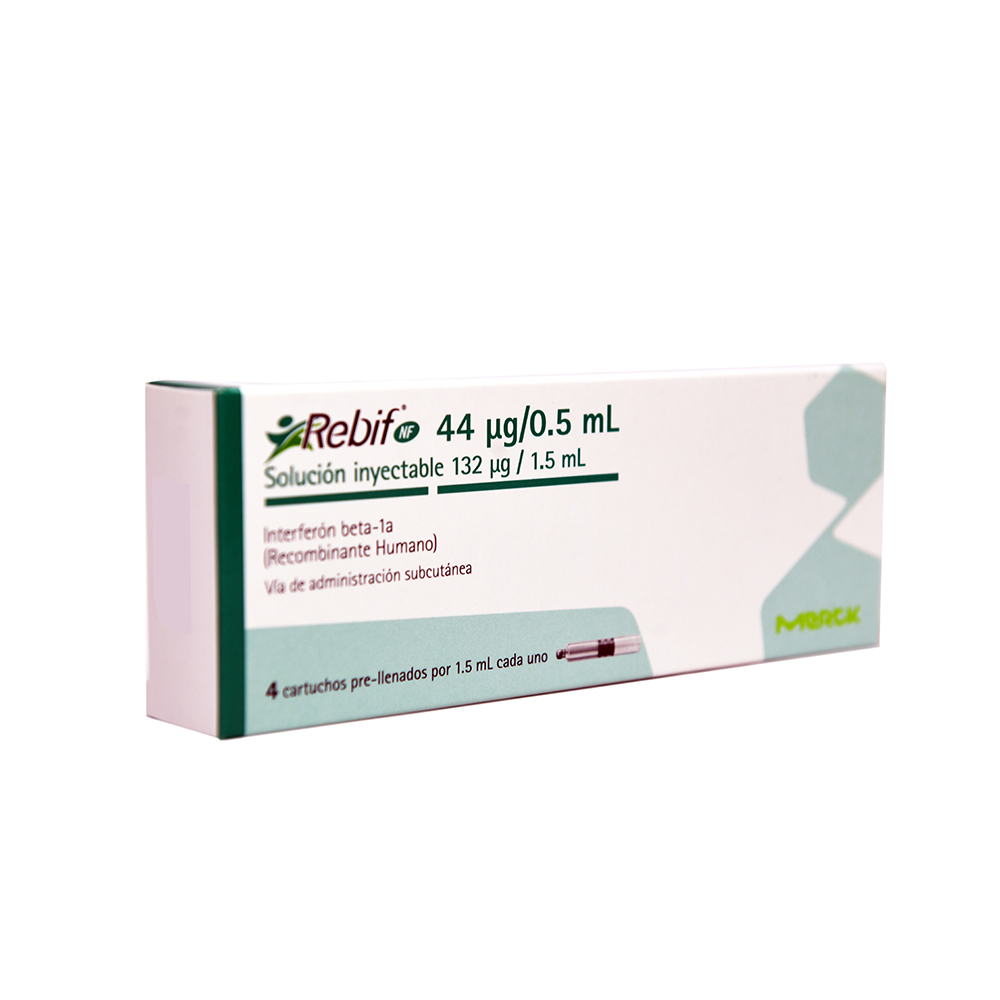 Rebif® NF 44 µg/0.5 mL
Solución inyectable 132 µg / 1.5 mL
Interferón beta-1a
(Recombinante Humano)
Vía de administración subcutánea
4 cartuchos pre-llenados por 1.5 mL cada uno
MERCK